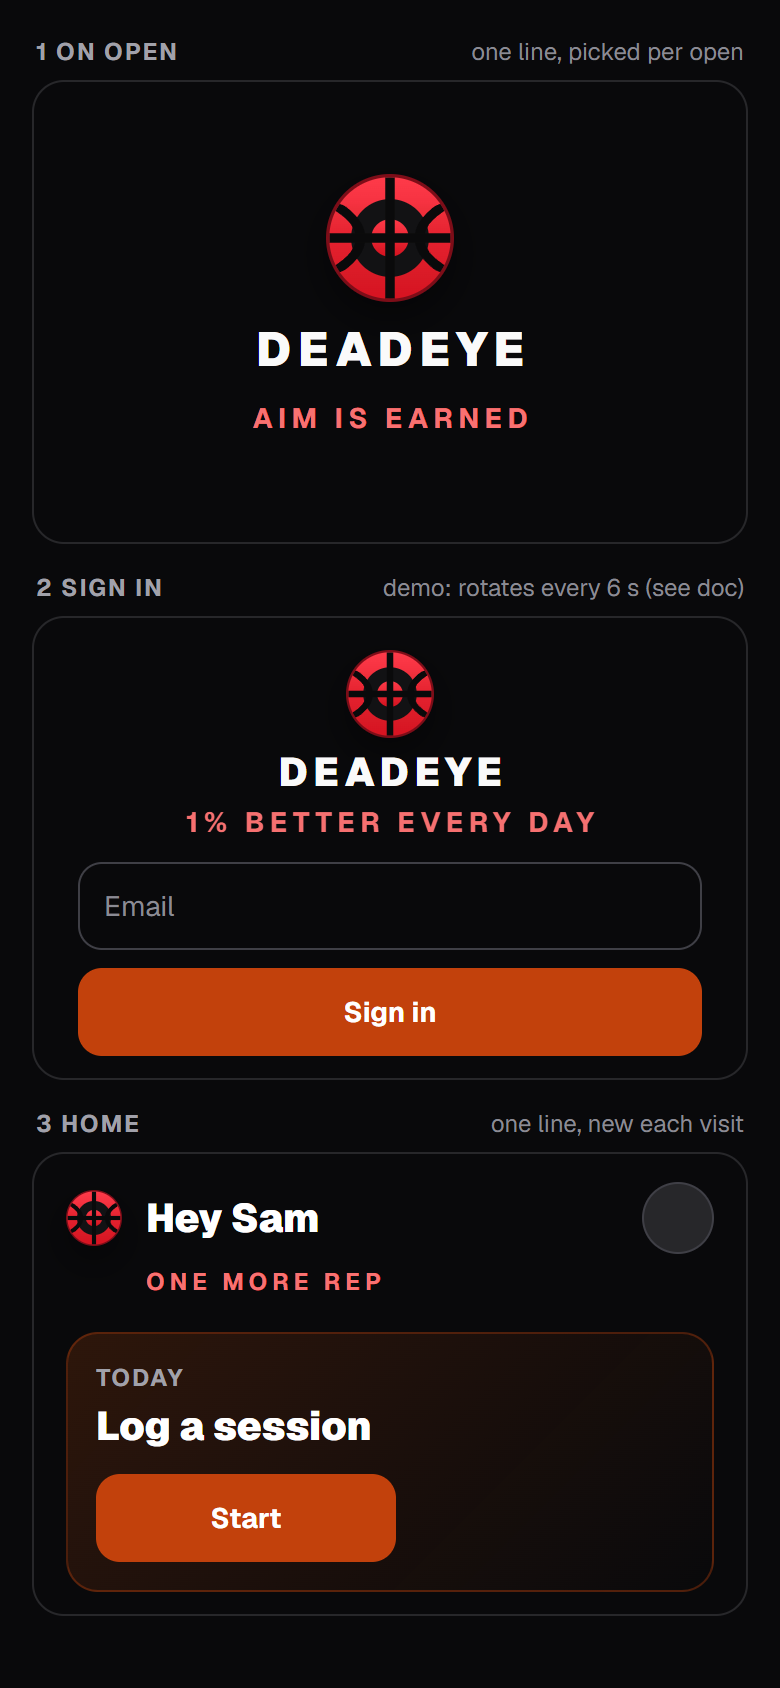 1 ON OPEN
one line, picked per open
DEADEYE
AIM IS EARNED
2 SIGN IN
demo: rotates every 6 s (see doc)
DEADEYE
1% BETTER EVERY DAY
Email
Sign in
3 HOME
one line, new each visit
Hey Sam
ONE MORE REP
TODAY
Log a session
Start